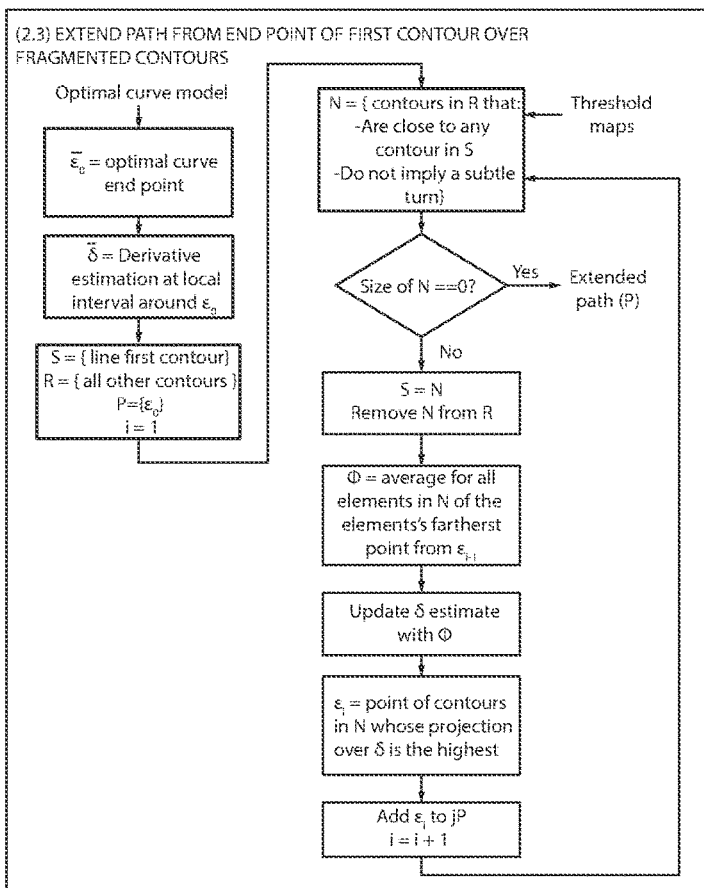 (2.3) EXTEND PATH FROM END POINT OF FIRST CONTOUR OVER
FRAGMENTED CONTOURS
Optimal curve model
ε̅₀ = optimal curve
end point
δ̅ = Derivative
estimation at local
interval around ε₀
S = { line first contour}
R = { all other contours }
P={ε₀}
i = 1
N = { contours in R that:
-Are close to any
contour in S
-Do not imply a subtle
turn}
Threshold
maps
Size of N ==0?
Yes
Extended
path (P)
No
S = N
Remove N from R
Φ = average for all
elements in N of the
elements's fartherst
point from εᵢ₋₁
Update δ estimate
with Φ
εᵢ = point of contours
in N whose projection
over δ is the highest
Add εᵢ to jP
i = i + 1